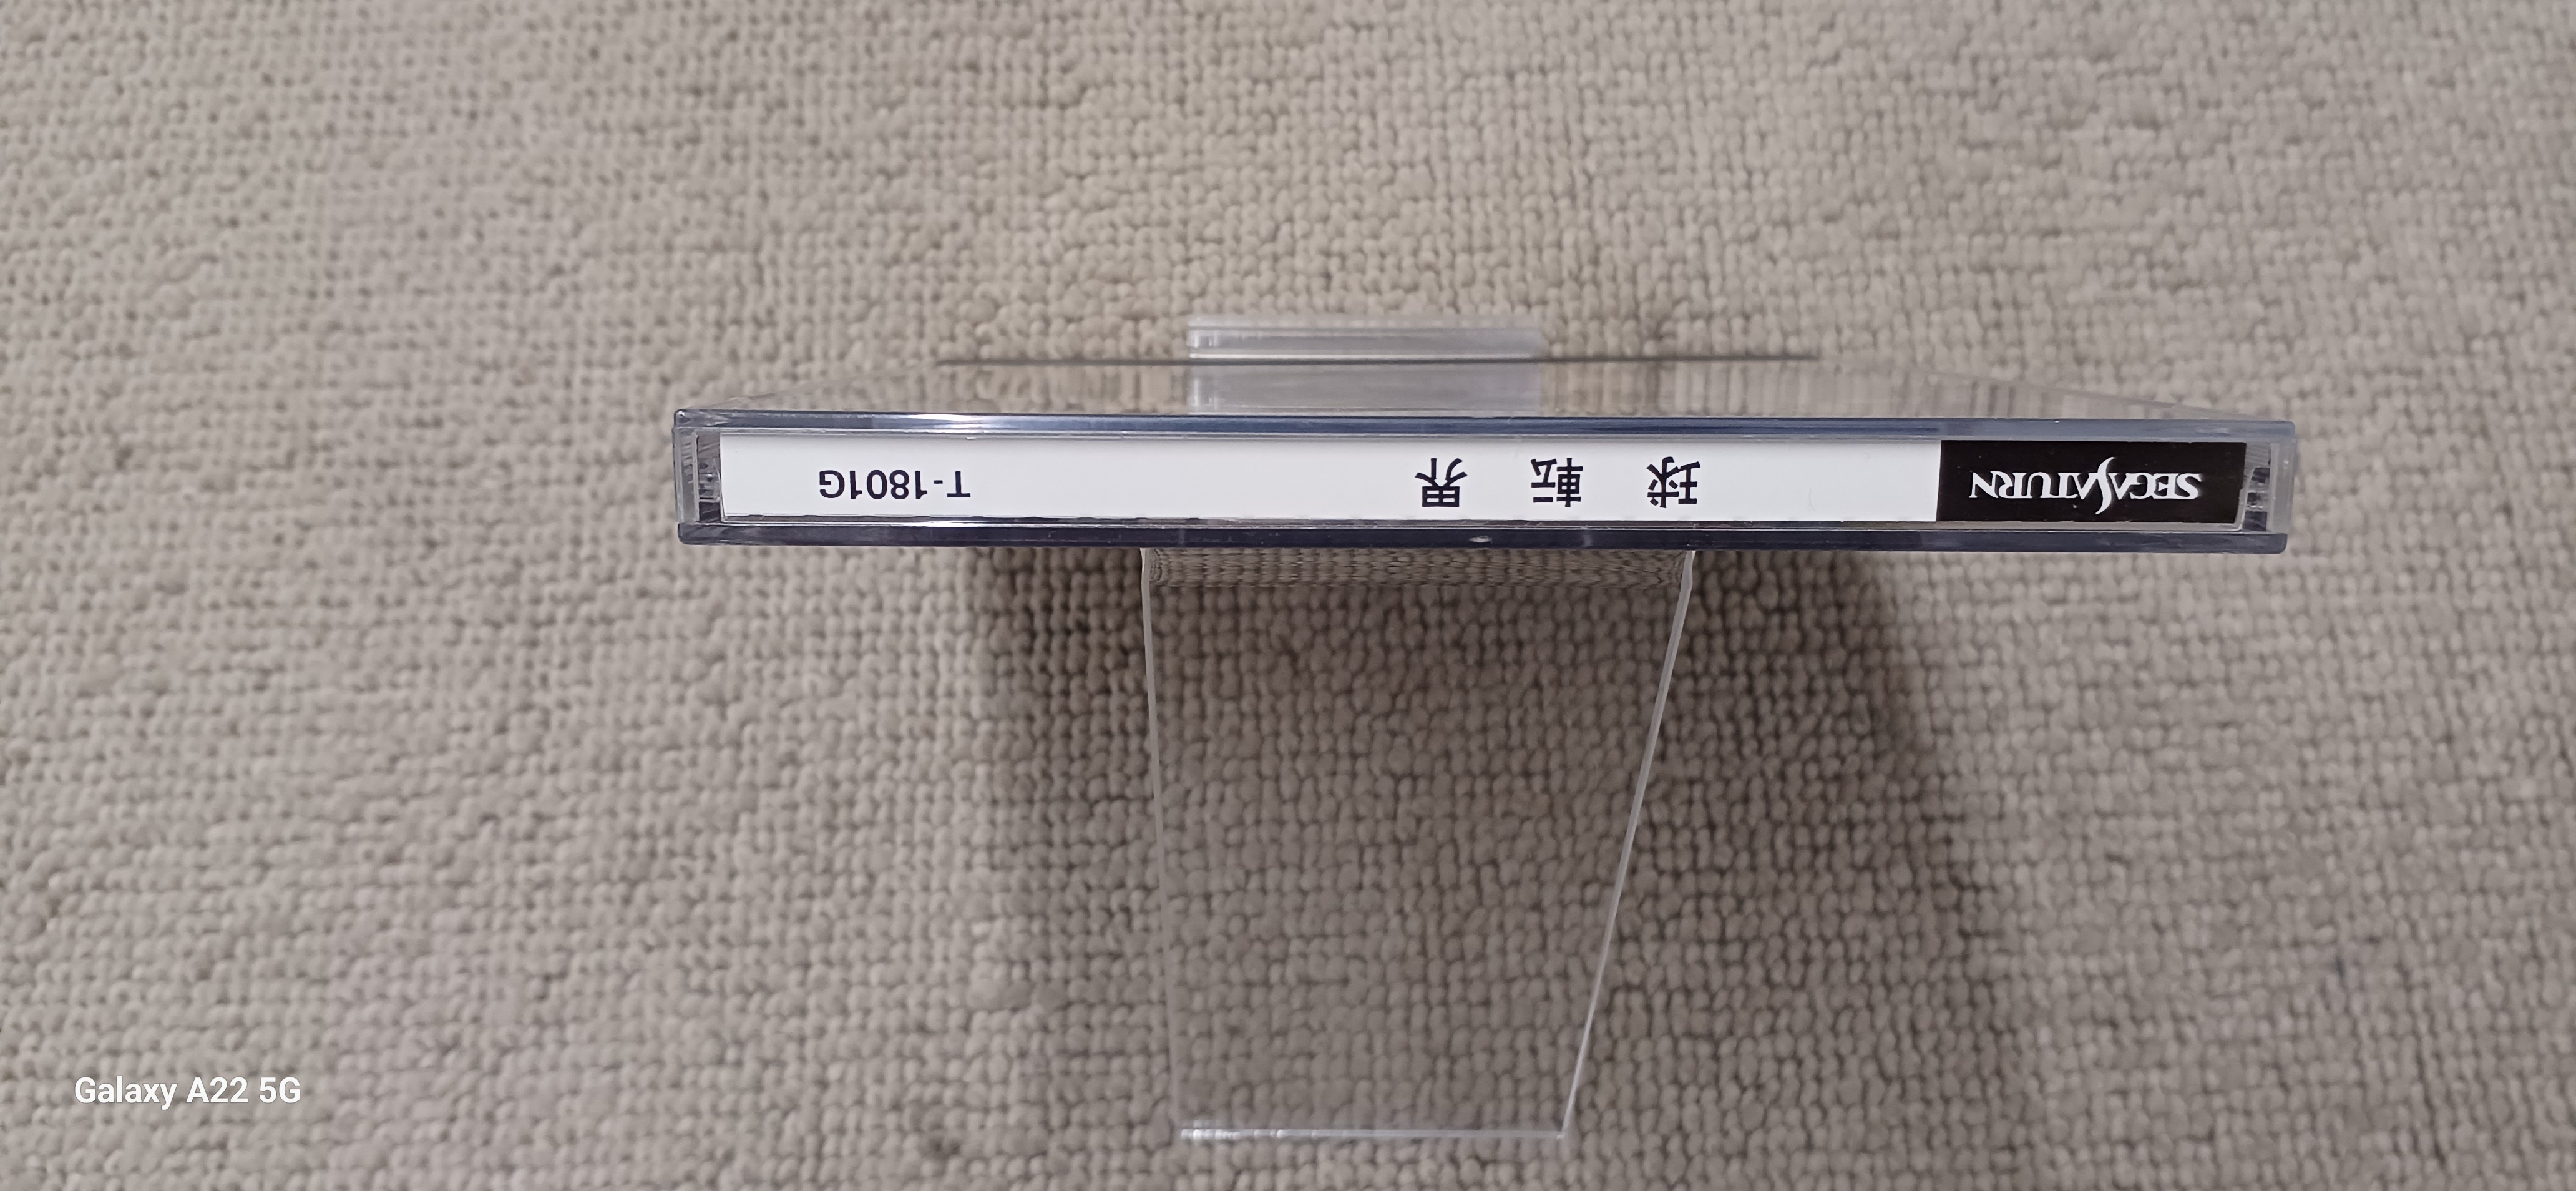 SEGASATURN 球転界 T-1801G
Galaxy A22 5G